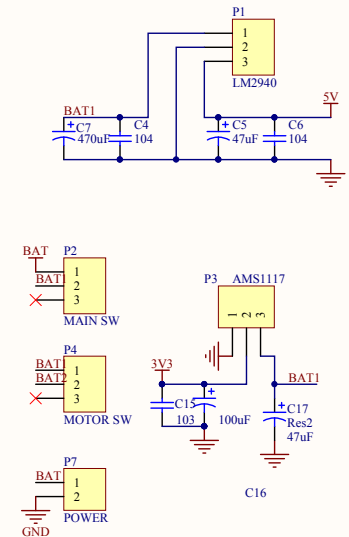 P1
1
2
3
LM2940
5V
BAT1
C7
470uF
C4
104
C5
47uF
C6
104
BAT
P2
1
BAT1
2
3
MAIN SW
P3 AMS1117
1 2 3
BAT1
P4
1
BAT2
2
3
MOTOR SW
3V3
BAT1
C15
103
100uF
C17
Res2
47uF
P7
BAT
1
2
POWER
GND
C16